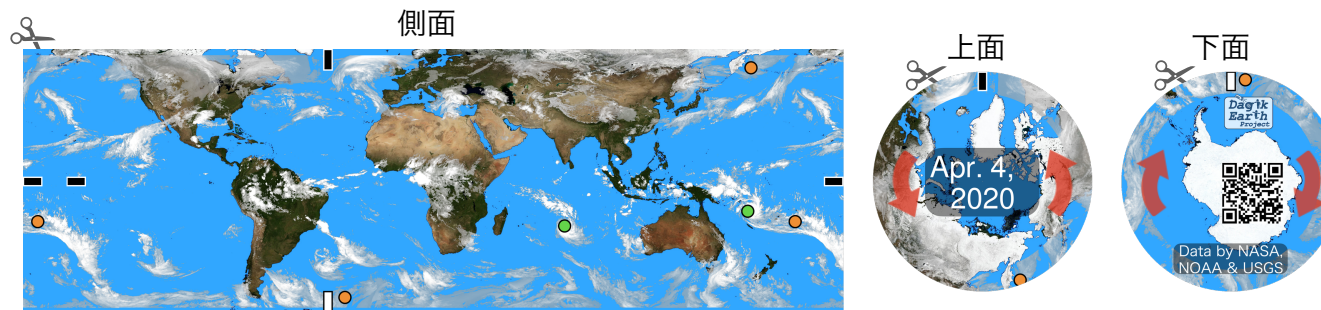 側面
上面
下面
Apr. 4,
2020
Dagik
Earth
Project
Data by NASA,
NOAA & USGS